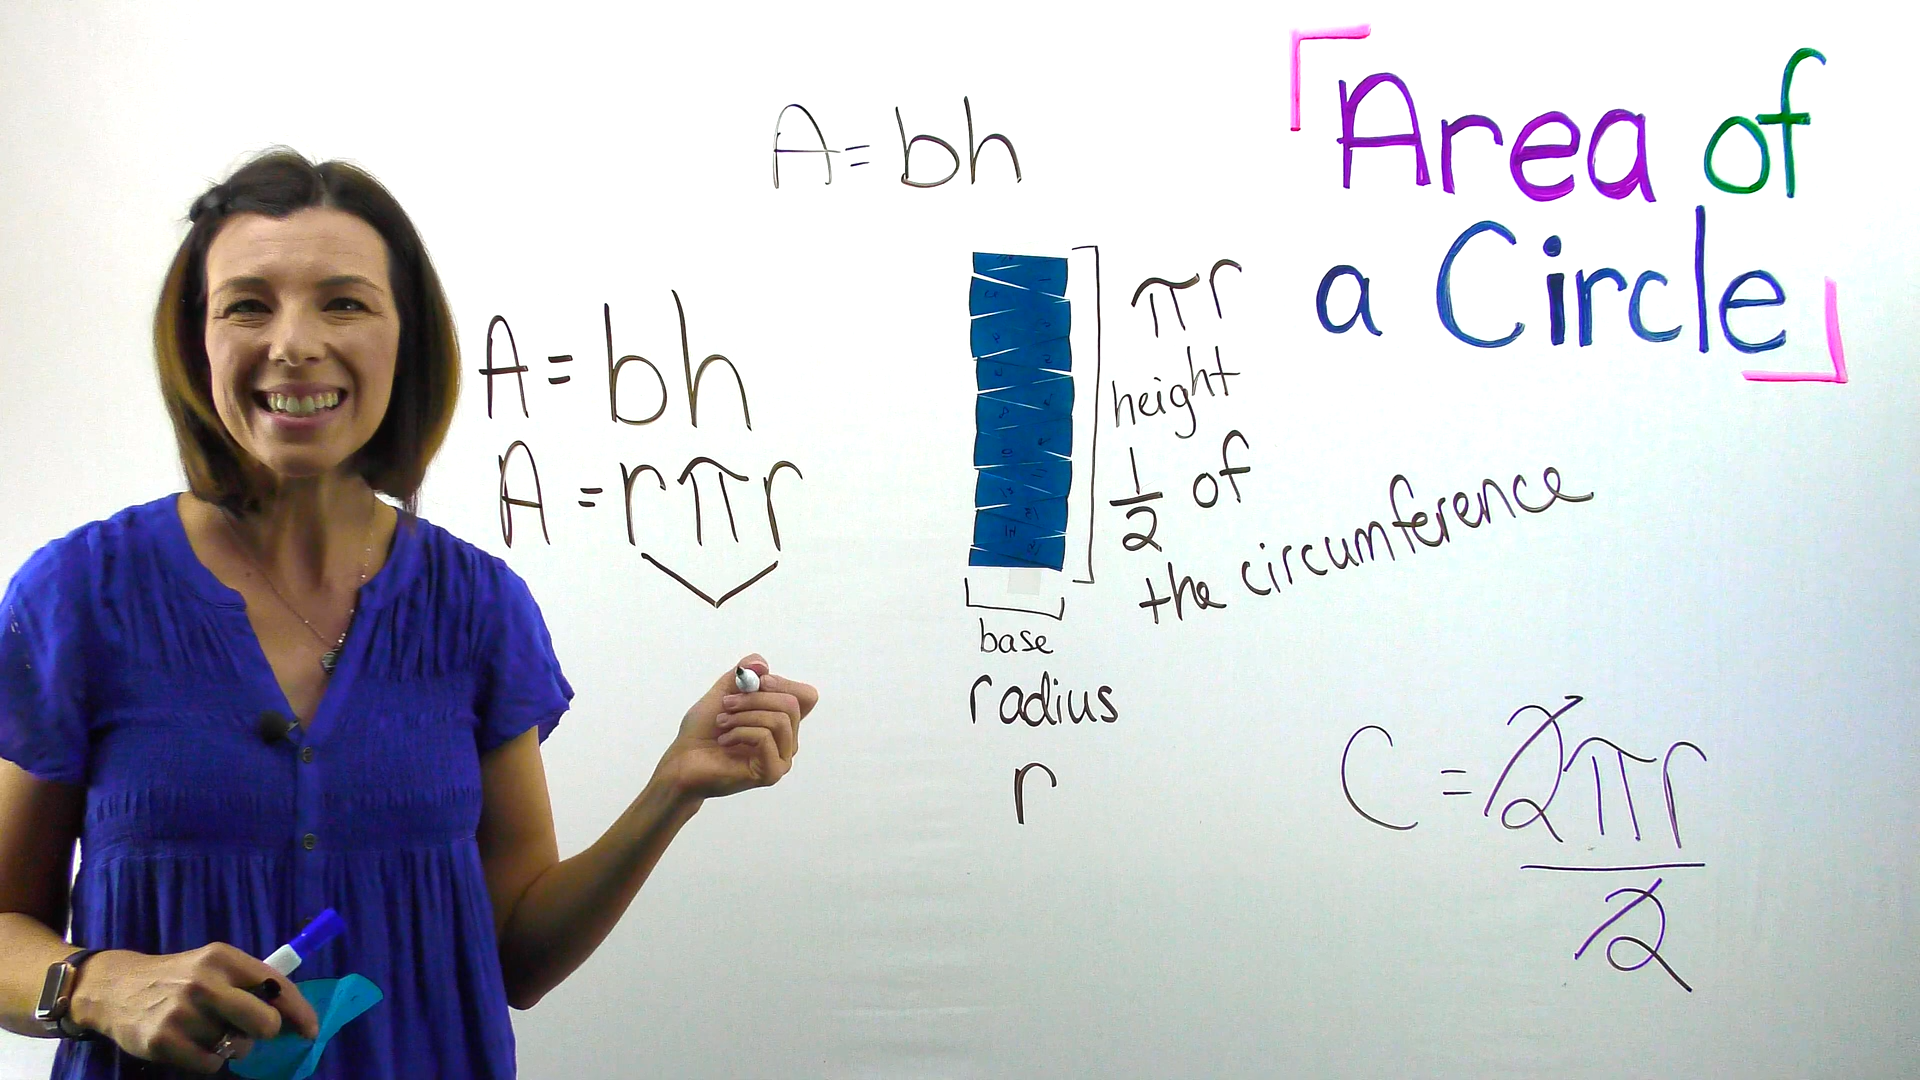 Area of
a Circle
A = bh
A = bh
A = rπr
πr
height
1/2 of
the circumference
base
radius
r
C = 2πr
2